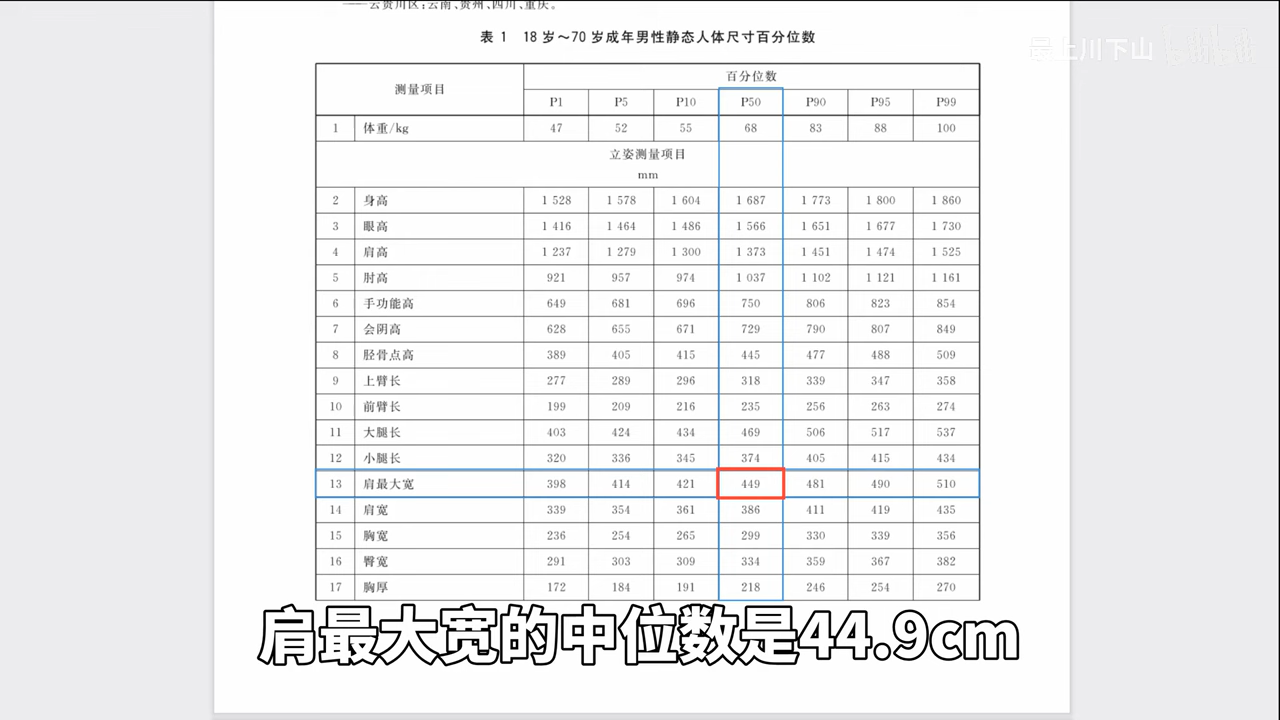 ——云贵川区:云南、贵州、四川、重庆。
表 1 18 岁～70 岁成年男性静态人体尺寸百分位数
最上川下山 bilibili
测量项目 百分位数
P1 P5 P10 P50 P90 P95 P99
1 体重/kg 47 52 55 68 83 88 100
立姿测量项目
mm
2 身高 1 528 1 578 1 604 1 687 1 773 1 800 1 860
3 眼高 1 416 1 464 1 486 1 566 1 651 1 677 1 730
4 肩高 1 237 1 279 1 300 1 373 1 451 1 474 1 525
5 肘高 921 957 974 1 037 1 102 1 121 1 161
6 手功能高 649 681 696 750 806 823 854
7 会阴高 628 655 671 729 790 807 849
8 胫骨点高 389 405 415 445 477 488 509
9 上臂长 277 289 296 318 339 347 358
10 前臂长 199 209 216 235 256 263 274
11 大腿长 403 424 434 469 506 517 537
12 小腿长 320 336 345 374 405 415 434
13 肩最大宽 398 414 421 449 481 490 510
14 肩宽 339 354 361 386 411 419 435
15 胸宽 236 254 265 299 330 339 356
16 臀宽 291 303 309 334 359 367 382
17 胸厚 172 184 191 218 246 254 270
肩最大宽的中位数是44.9cm